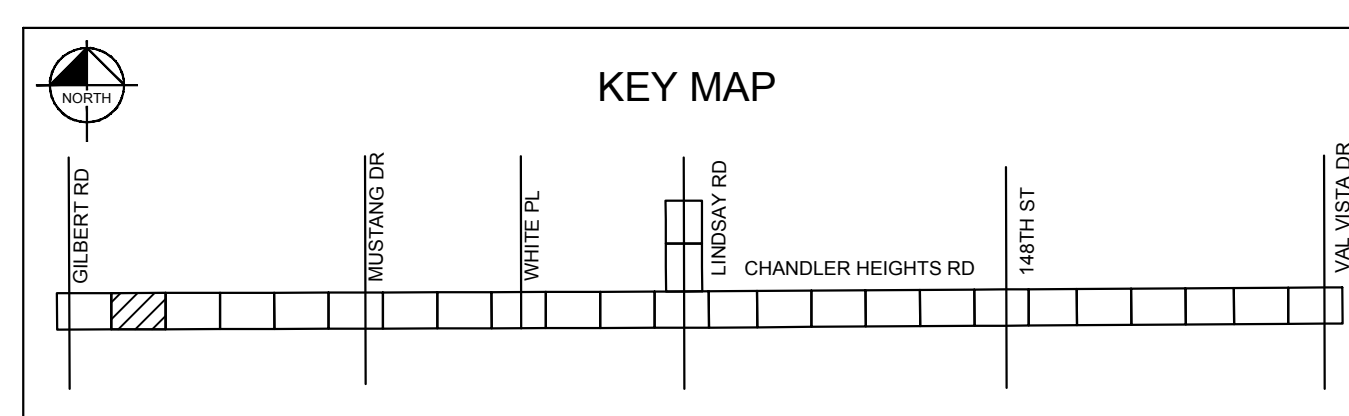 NORTH
KEY MAP
GILBERT RD
MUSTANG DR
WHITE PL
LINDSAY RD
CHANDLER HEIGHTS RD
148TH ST
VAL VISTA DR